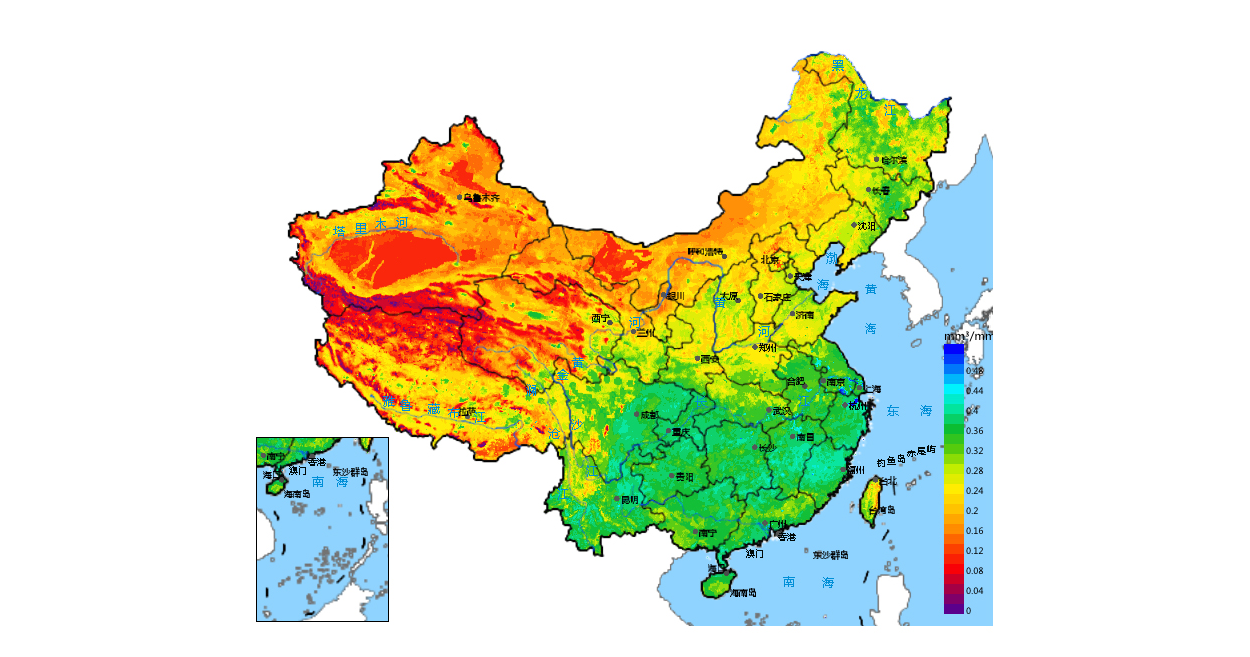 黑
龙
江
哈尔滨
长春
乌鲁木齐
塔里木河
沈阳
呼和浩特
北京
渤
海
天津
黄
海
银川
太原
黄
石家庄
济南
河
西宁
河
兰州
郑州
西安
黄
金
合肥
南京
上海
江
杭州
东海
雅鲁藏布江
拉萨
成都
武汉
沙
重庆
长沙
南昌
钓鱼岛
赤尾屿
江
贵阳
福州
台北
昆明
江
台湾岛
广州
南宁
香港
澳门
东沙群岛
海口
南海
海南岛
mm³/mm
0.48
0.44
0.4
0.36
0.32
0.28
0.24
0.2
0.16
0.12
0.08
0.04
0
南宁
香港
澳门
东沙群岛
海口
南海
海南岛